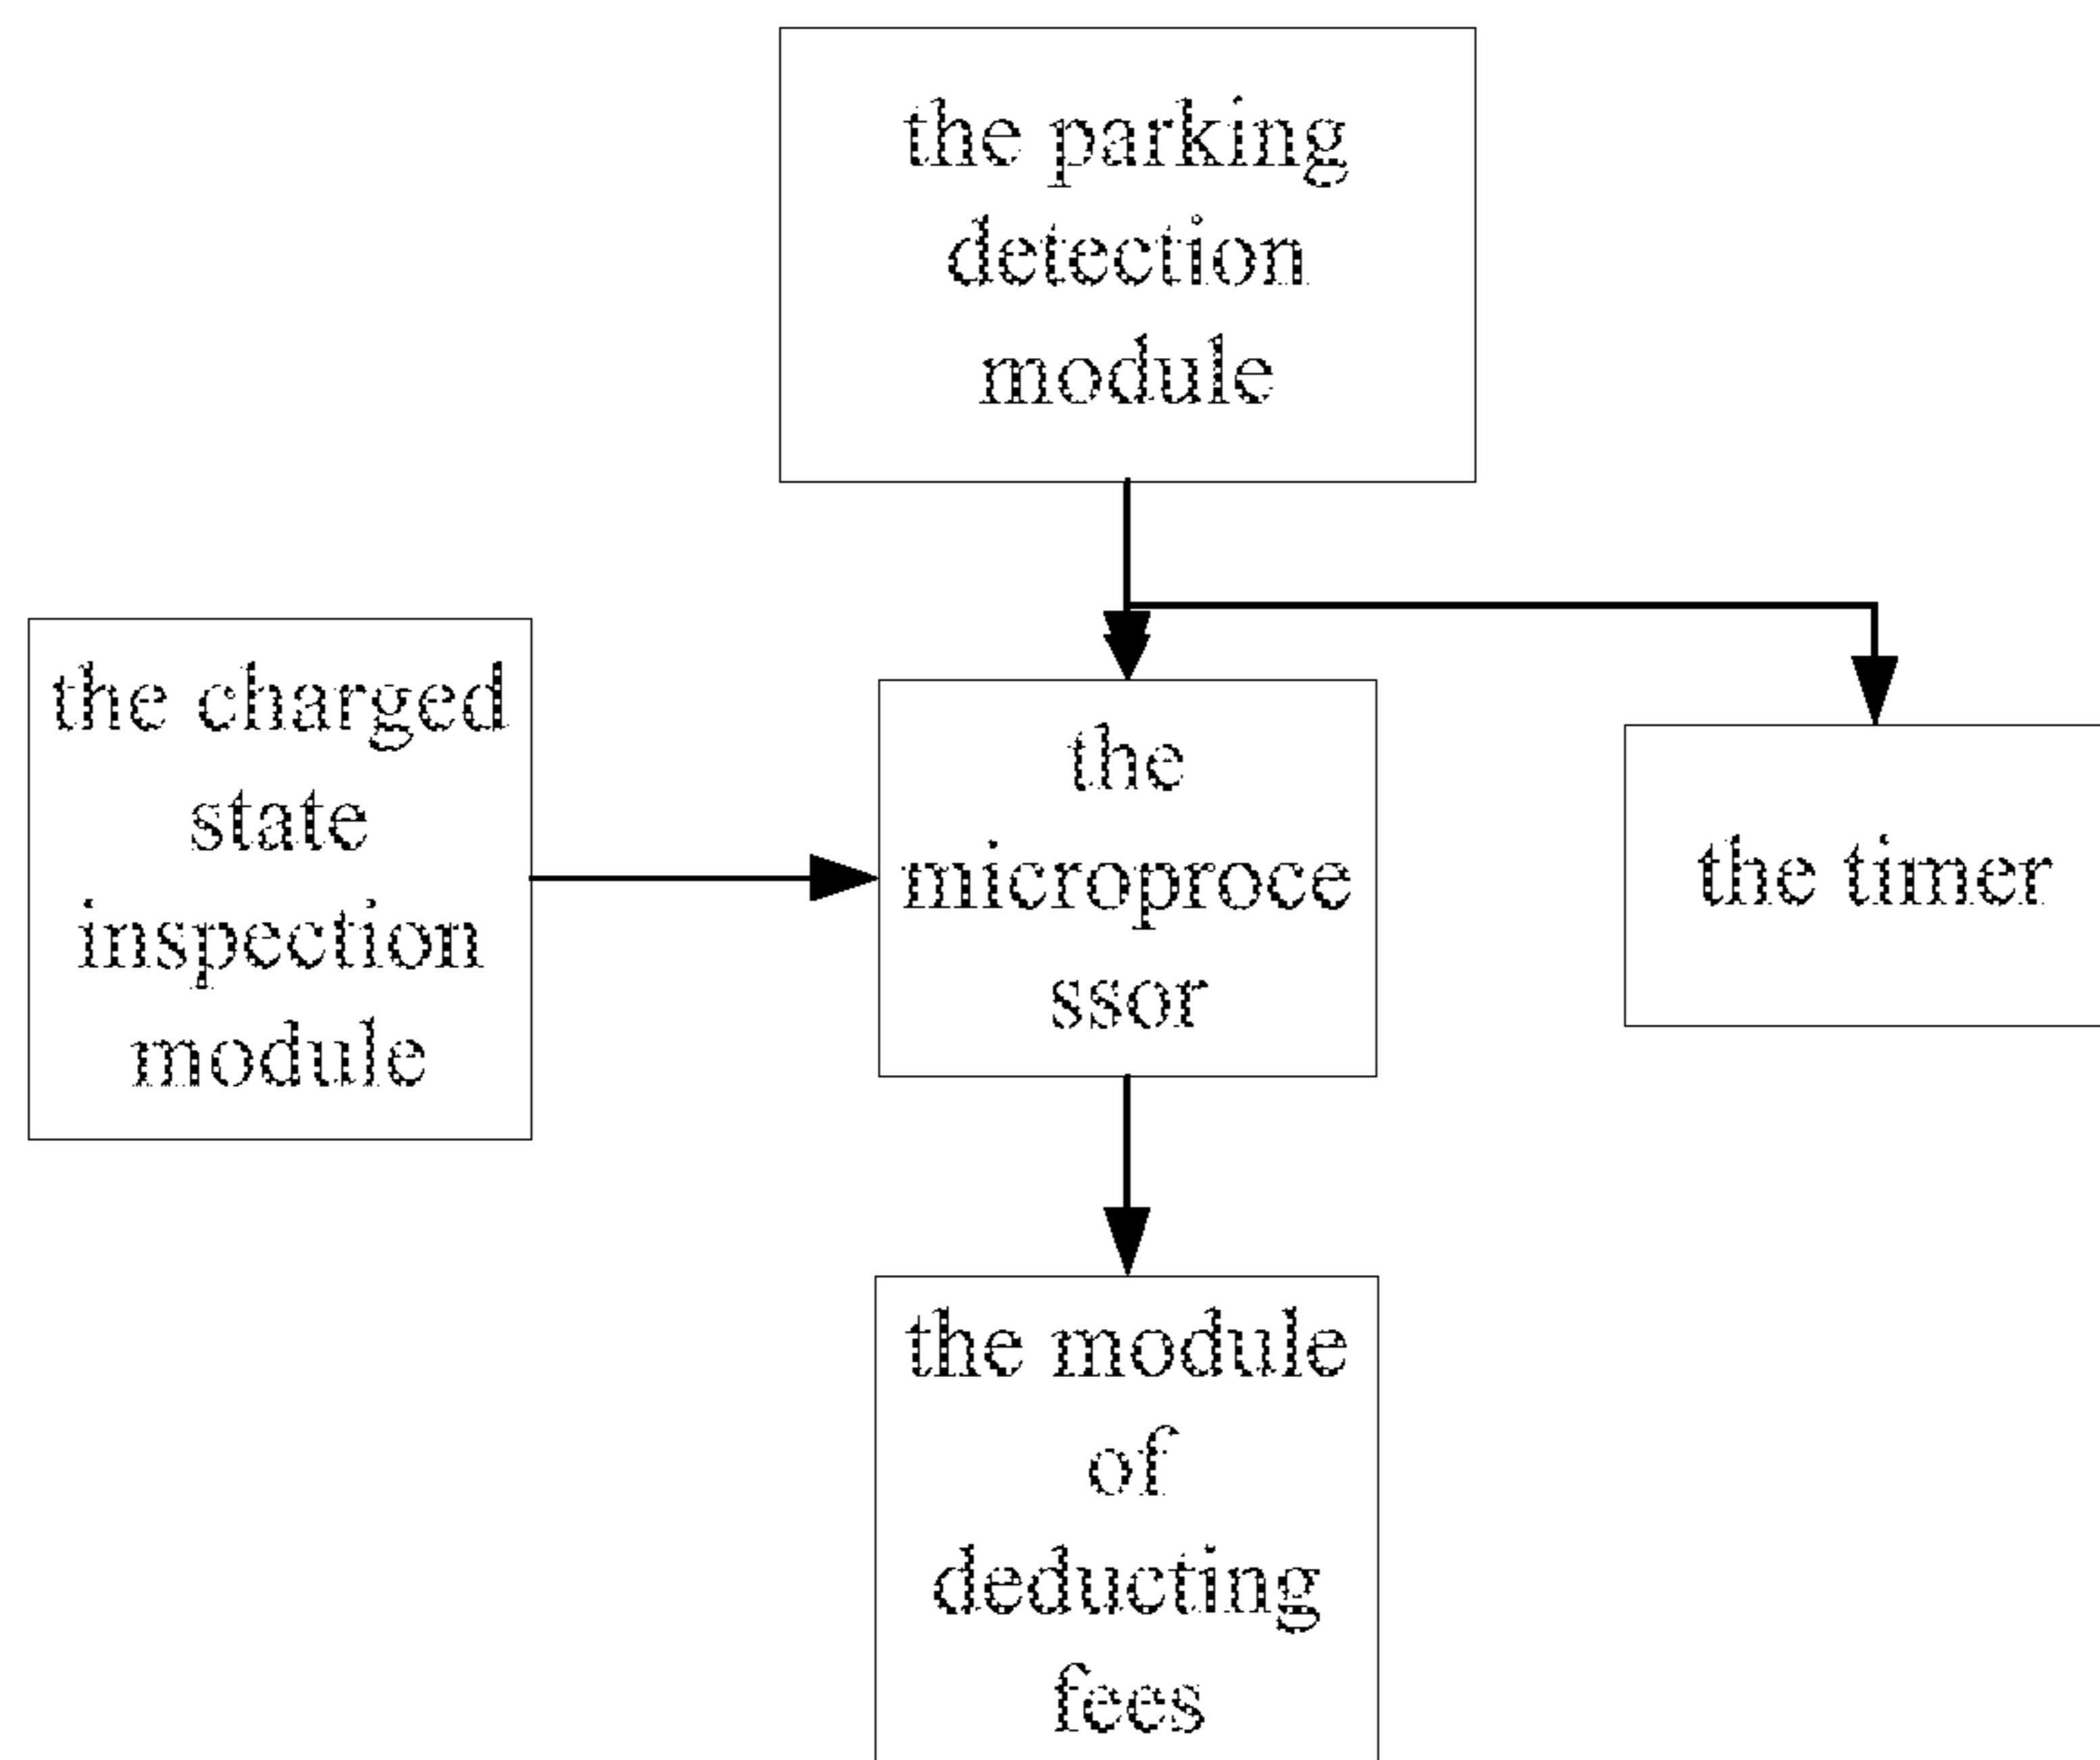 the parking
detection
module
the charged
state
inspection
module
the
microproce
ssor
the timer
the module
of
deducting
fees